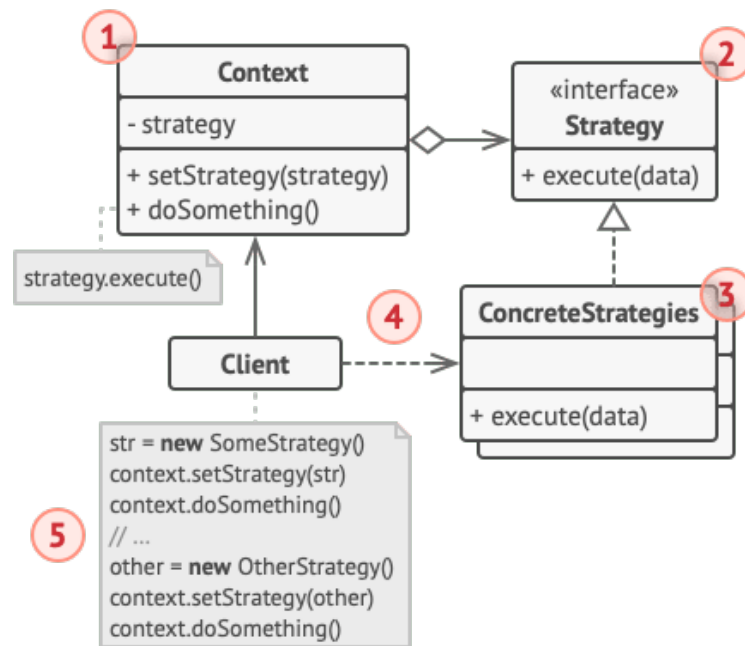 1
Context
- strategy
+ setStrategy(strategy)
+ doSomething()
strategy.execute()
2
«interface»
Strategy
+ execute(data)
3
ConcreteStrategies
+ execute(data)
4
Client
5
str = new SomeStrategy()
context.setStrategy(str)
context.doSomething()
// ...
other = new OtherStrategy()
context.setStrategy(other)
context.doSomething()